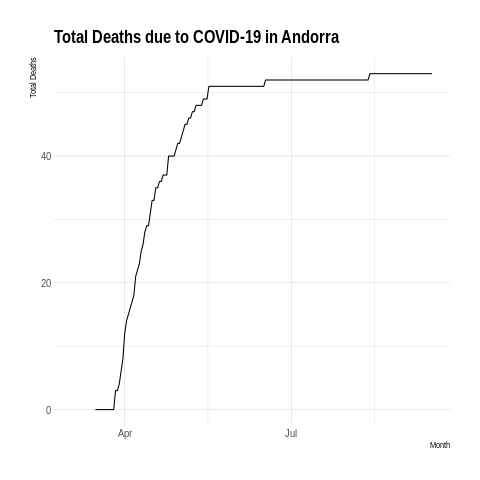 Total Deaths due to COVID-19 in Andorra
Total Deaths
40
20
0
Apr
Jul
Month